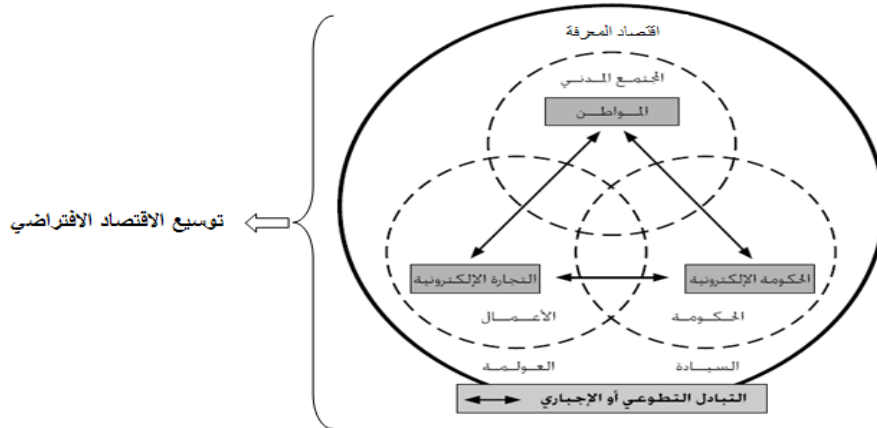 اقتصاد المعرفة
المجتمع المدني
المواطن
توسيع الاقتصاد الافتراضي
الحكومة الإلكترونية
التجارة الإلكترونية
الحكومة
الأعمال
السيادة
العولمة
التبادل التطوعي أو الإجباري